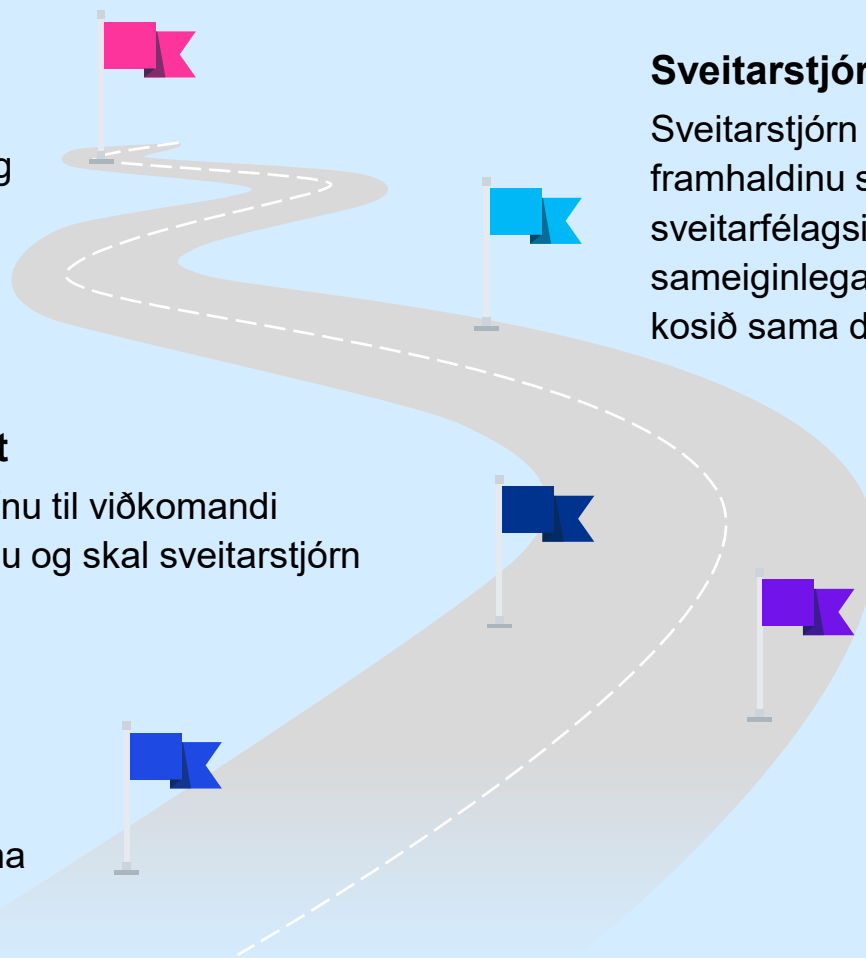 Sveitarstjór
Sveitarstjórn
framhaldinu s
sveitarfélagsi
sameiginlega
kosið sama d
g
t
nu til viðkomandi
u og skal sveitarstjórn
na